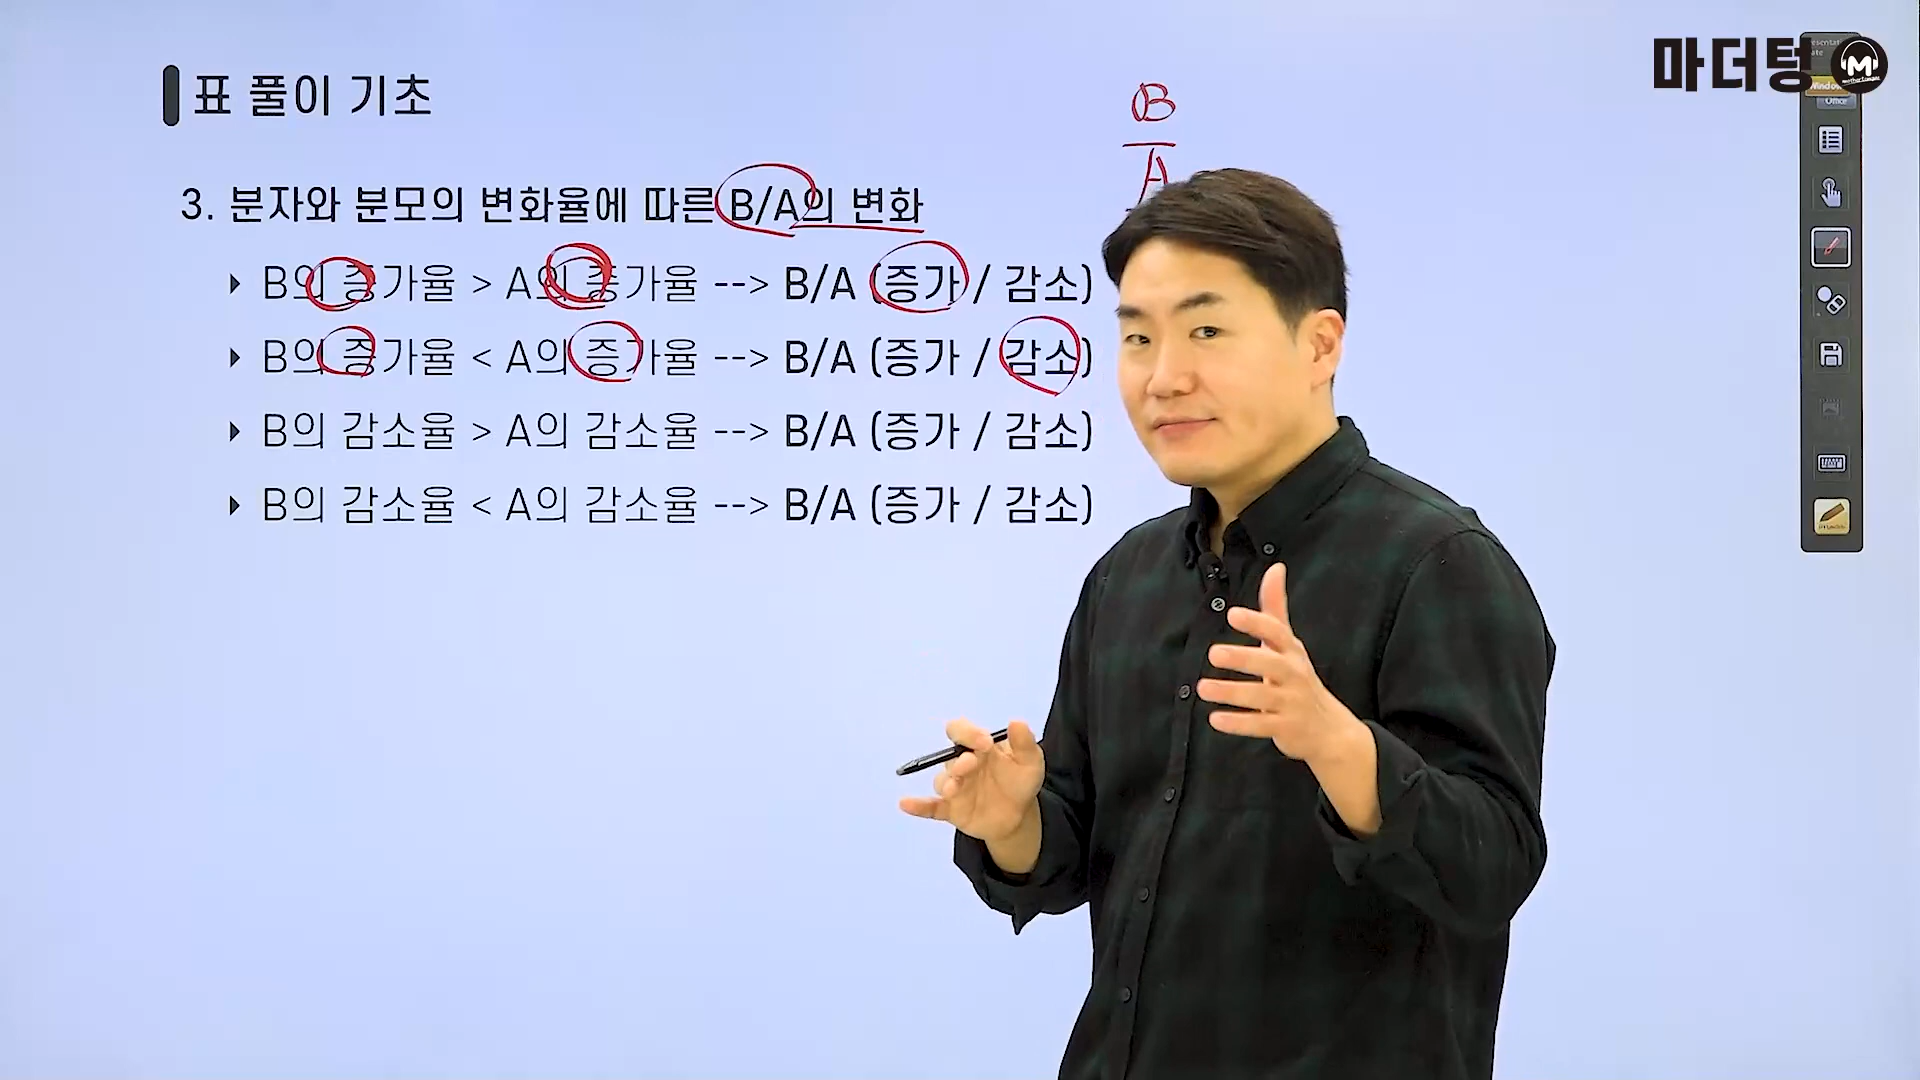 표 풀이 기초
마더텅
M
B
A
3. 분자와 분모의 변화율에 따른 B/A의 변화
B의 증가율 > A의 증가율 --> B/A (증가 / 감소)
B의 증가율 < A의 증가율 --> B/A (증가 / 감소)
B의 감소율 > A의 감소율 --> B/A (증가 / 감소)
B의 감소율 < A의 감소율 --> B/A (증가 / 감소)
Office